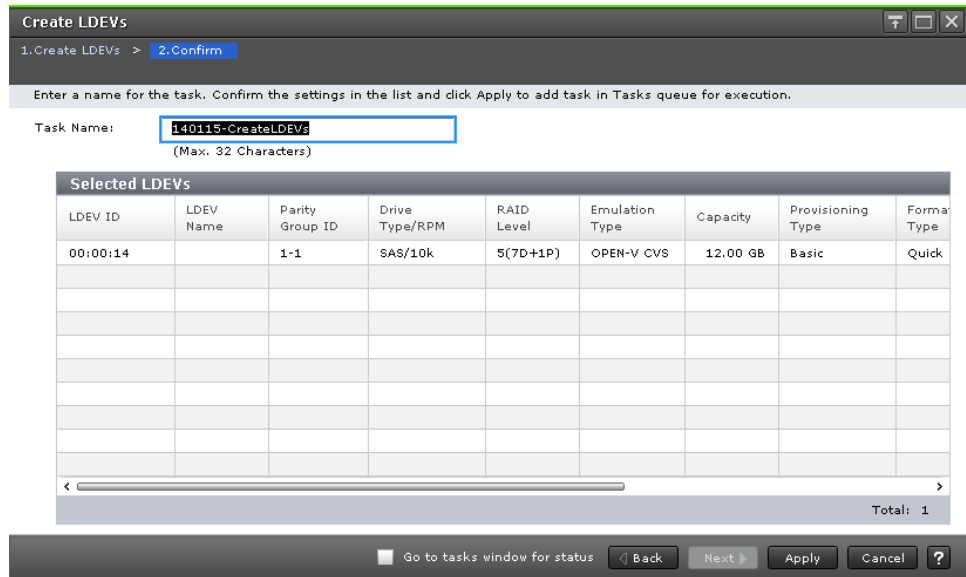 Create LDEVs
1.Create LDEVs > 2.Confirm
Enter a name for the task. Confirm the settings in the list and click Apply to add task in Tasks queue for execution.
Task Name: 140115-CreateLDEVs
(Max. 32 Characters)
Selected LDEVs
LDEV ID LDEV Name Parity Group ID Drive Type/RPM RAID Level Emulation Type Capacity Provisioning Type Forma Type
00:00:14 1-1 SAS/10k 5(7D+1P) OPEN-V CVS 12.00 GB Basic Quick
Total: 1
Go to tasks window for status Back Next Apply Cancel ?